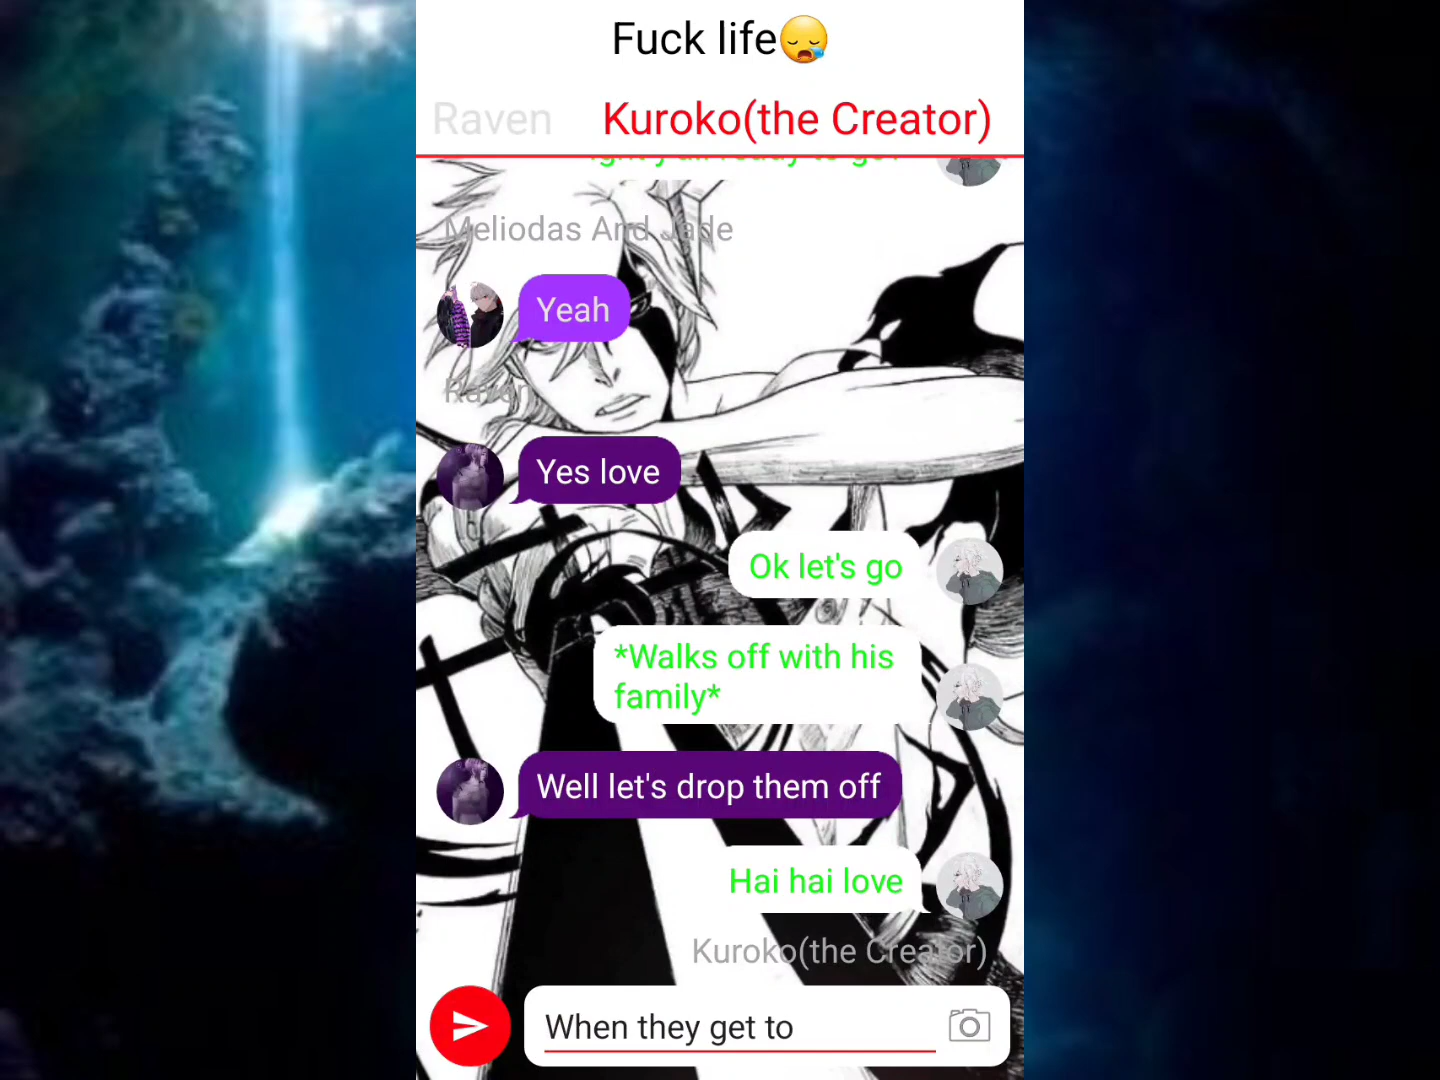 Fuck life😪
Raven Kuroko(the Creator)
Meliodas And Jade
Yeah
Raven
Yes love
Ok let's go
*Walks off with his
family*
Well let's drop them off
Hai hai love
Kuroko(the Creator)
When they get to